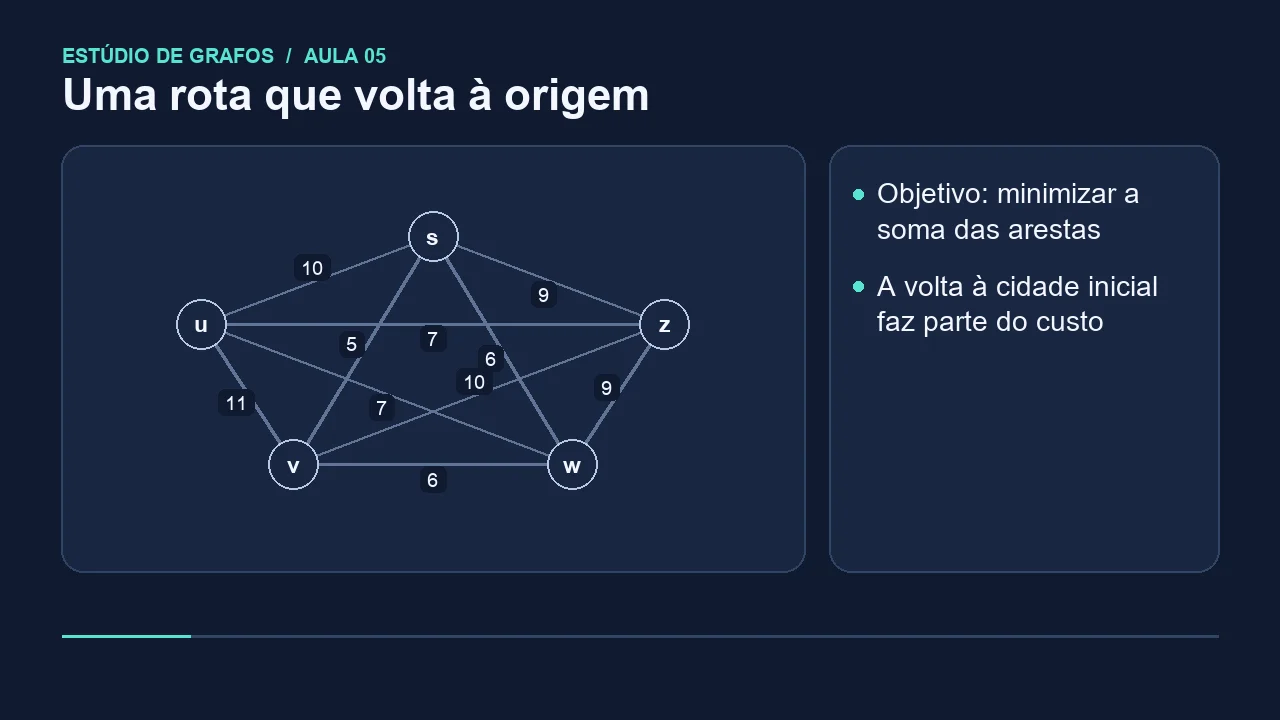 ESTÚDIO DE GRAFOS / AULA 05
Uma rota que volta à origem
s
10
9
u
z
5
7
6
10
9
11
7
v
w
6
Objetivo: minimizar a
soma das arestas
A volta à cidade inicial
faz parte do custo